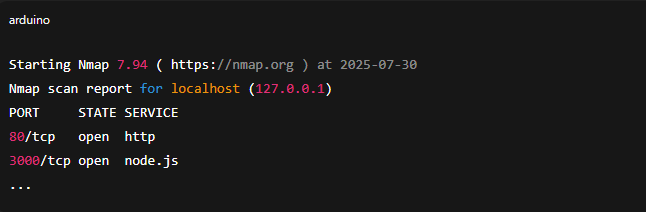 arduino
Starting Nmap 7.94 ( https://nmap.org ) at 2025-07-30
Nmap scan report for localhost (127.0.0.1)
PORT     STATE SERVICE
80/tcp   open  http
3000/tcp open  node.js
...